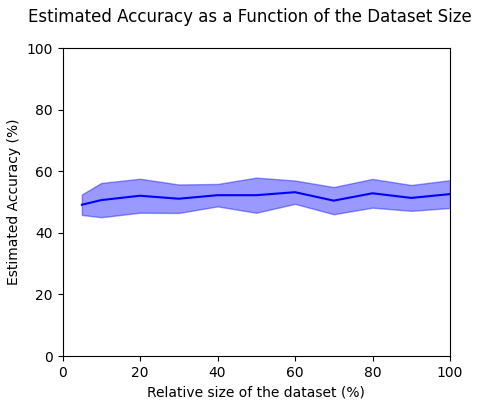 Estimated Accuracy as a Function of the Dataset Size
100
80
60
40
20
0
Estimated Accuracy (%)
0 20 40 60 80 100
Relative size of the dataset (%)